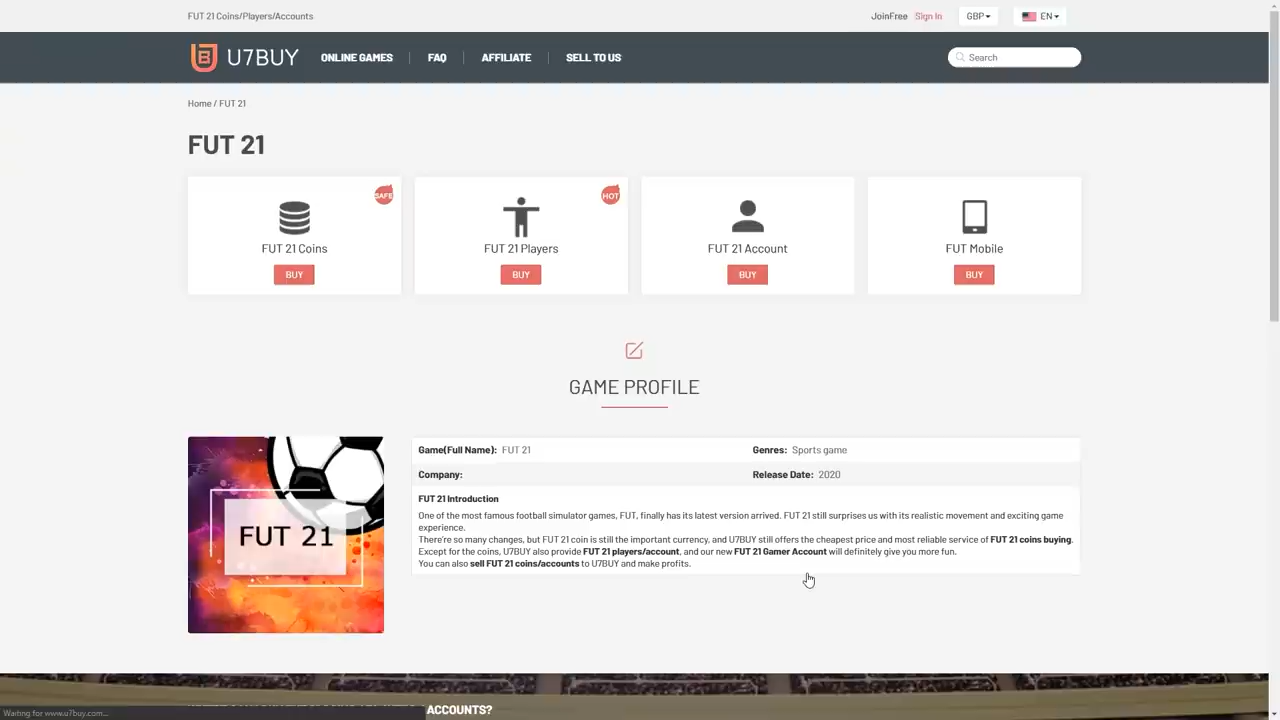 FUT 21 Coins/Players/Accounts
JoinFree Sign In GBP EN
U7BUY ONLINE GAMES FAQ AFFILIATE SELL TO US Search
Home / FUT 21
FUT 21
SAFE
HOT
FUT 21 Coins
FUT 21 Players
FUT 21 Account
FUT Mobile
BUY BUY BUY BUY
GAME PROFILE
FUT 21
Game(Full Name): FUT 21 Genres: Sports game
Company: Release Date: 2020
FUT 21 Introduction
One of the most famous football simulator games, FUT, finally has its latest version arrived. FUT 21 still surprises us with its realistic movement and exciting game
experience.
There're so many changes, but FUT 21 coin is still the important currency, and U7BUY still offers the cheapest price and most reliable service of FUT 21 coins buying.
Except for the coins, U7BUY also provide FUT 21 players/account, and our new FUT 21 Gamer Account will definitely give you more fun.
You can also sell FUT 21 coins/accounts to U7BUY and make profits.
ACCOUNTS?
Waiting for www.u7buy.com...